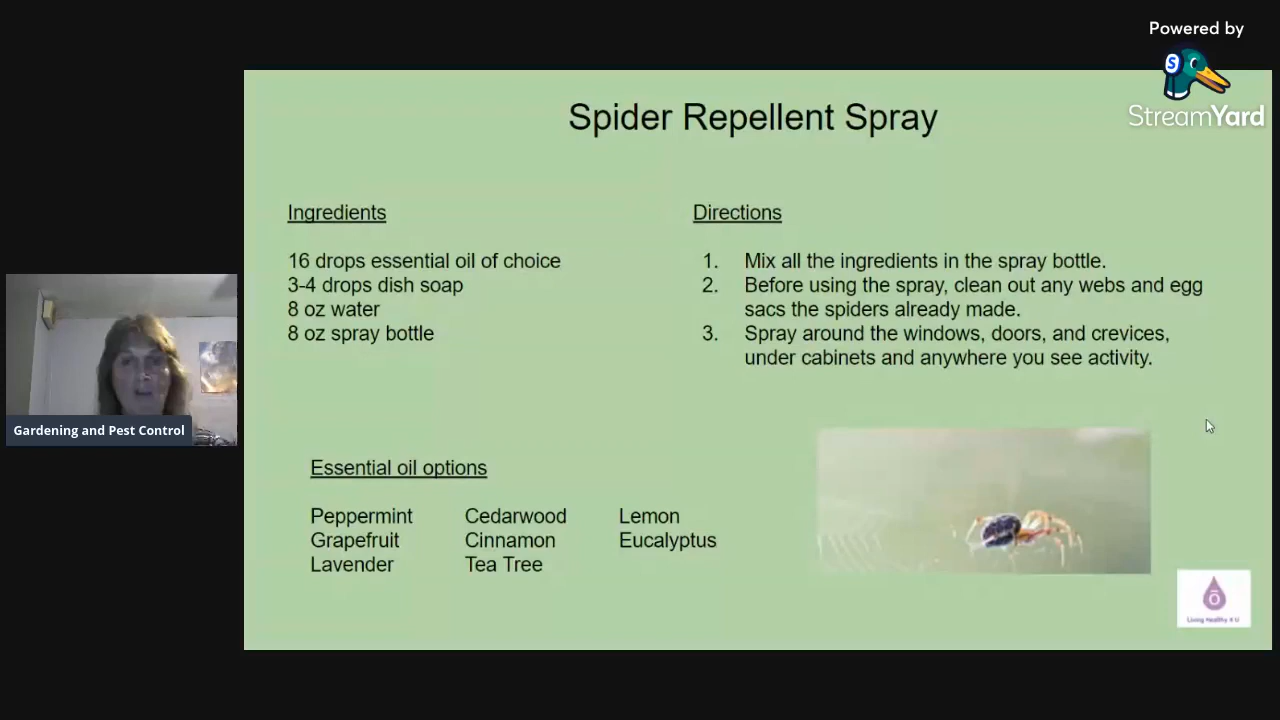 Powered by
StreamYard
Spider Repellent Spray
Ingredients
16 drops essential oil of choice
3-4 drops dish soap
8 oz water
8 oz spray bottle
Directions
1. Mix all the ingredients in the spray bottle.
2. Before using the spray, clean out any webs and egg
sacs the spiders already made.
3. Spray around the windows, doors, and crevices,
under cabinets and anywhere you see activity.
Gardening and Pest Control
Essential oil options
Peppermint Cedarwood Lemon
Grapefruit Cinnamon Eucalyptus
Lavender Tea Tree
Living Healthy 4 U